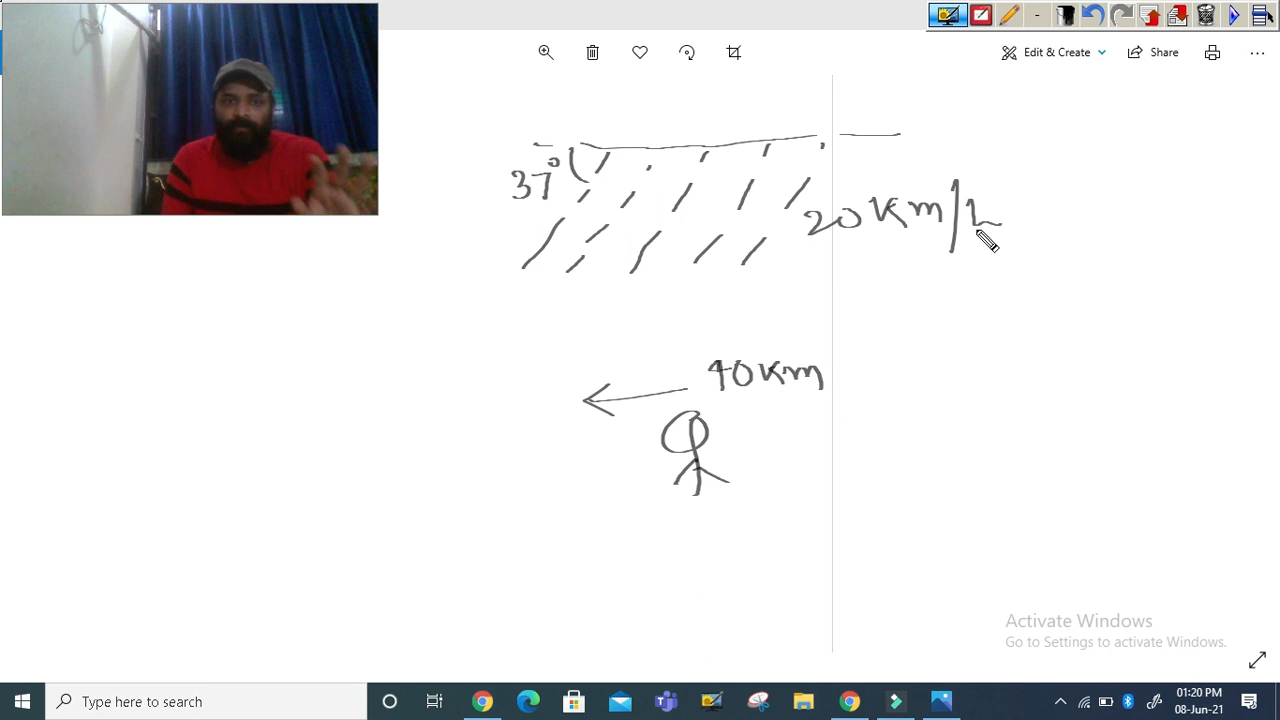 Edit & Create
Share
37°
20 Km/h
40 Km
Activate Windows
Go to Settings to activate Windows.
Type here to search
01:20 PM
08-Jun-21